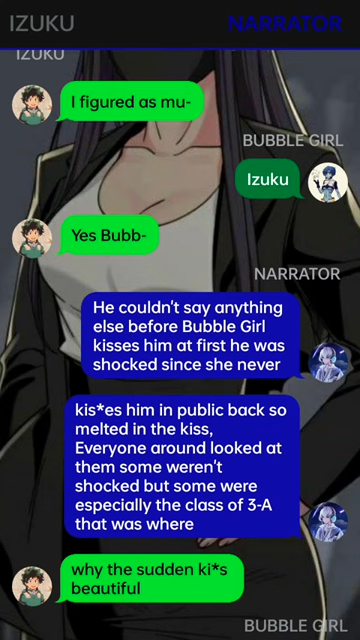 IZUKU
NARRATOR
IZUKU
I figured as mu-
BUBBLE GIRL
Izuku
Yes Bubb-
NARRATOR
He couldn't say anything
else before Bubble Girl
kisses him at first he was
shocked since she never
kis*es him in public back so
melted in the kiss,
Everyone around looked at
them some weren't
shocked but some were
especially the class of 3-A
that was where
why the sudden ki*s
beautiful
BUBBLE GIRL